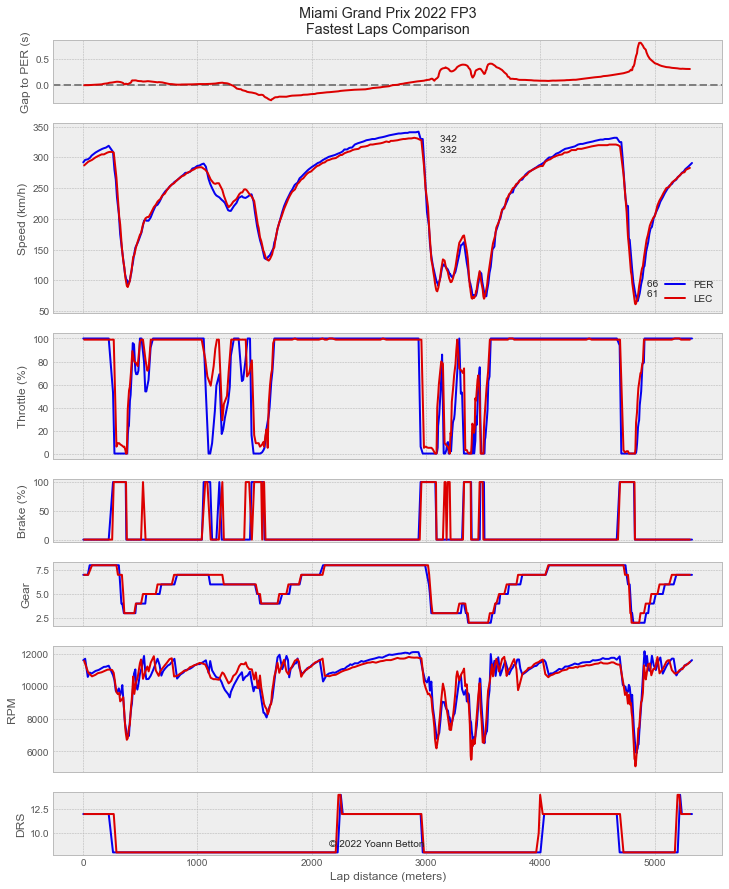 Miami Grand Prix 2022 FP3
Fastest Laps Comparison
Gap to PER (s)
0.5
0.0
Speed (km/h)
350
300
250
200
150
100
50
342
332
66
61
PER
LEC
Throttle (%)
100
80
60
40
20
0
Brake (%)
100
50
0
Gear
7.5
5.0
2.5
RPM
12000
10000
8000
6000
DRS
12.5
10.0
© 2022 Yoann Betton
0
1000
2000
3000
4000
5000
Lap distance (meters)